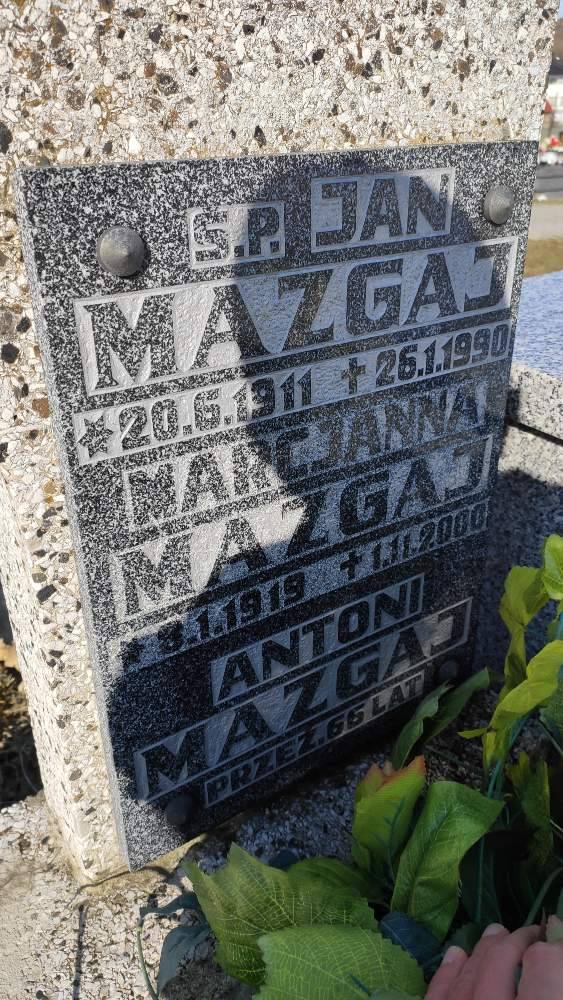 S.P. JAN
MAZGAJ
20.6.1911 26.1.1990
MARCJANNA
MAZGAJ
9.1.1919 1.11.2000
ANTONI
MAZGAJ
PRZEŻ.66 LAT